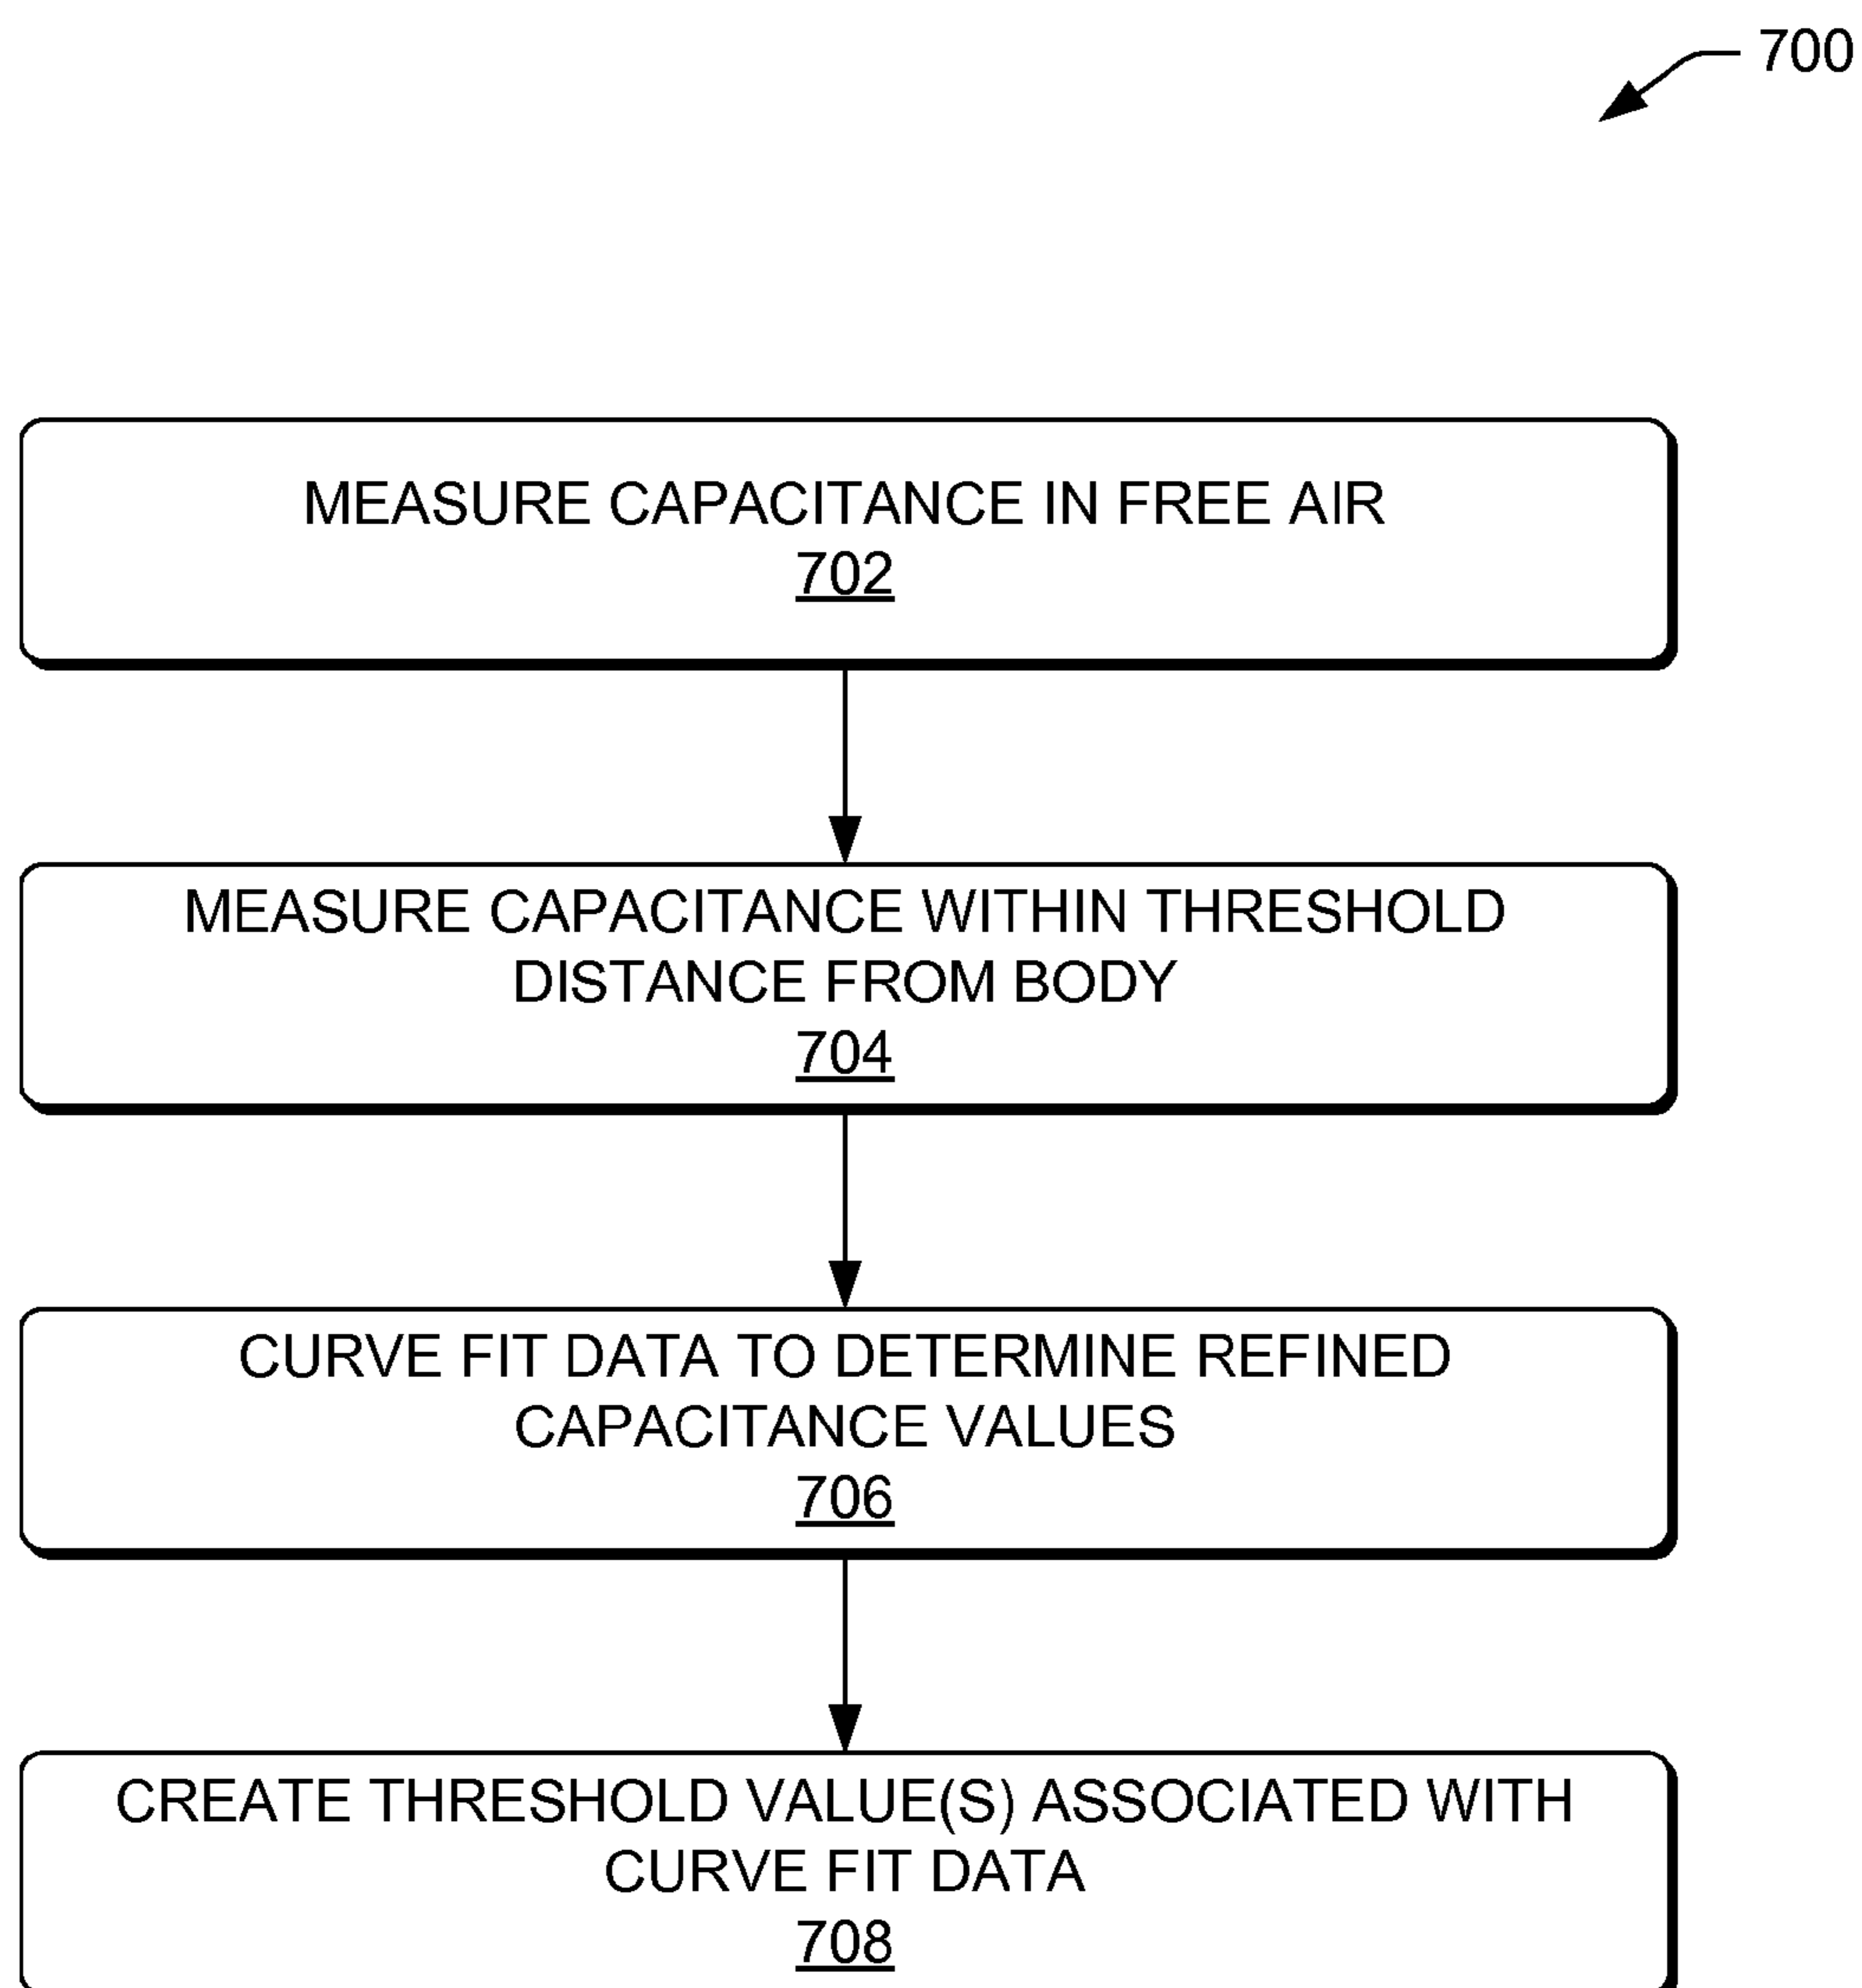 700
MEASURE CAPACITANCE IN FREE AIR
702
MEASURE CAPACITANCE WITHIN THRESHOLD
DISTANCE FROM BODY
704
CURVE FIT DATA TO DETERMINE REFINED
CAPACITANCE VALUES
706
CREATE THRESHOLD VALUE(S) ASSOCIATED WITH
CURVE FIT DATA
708